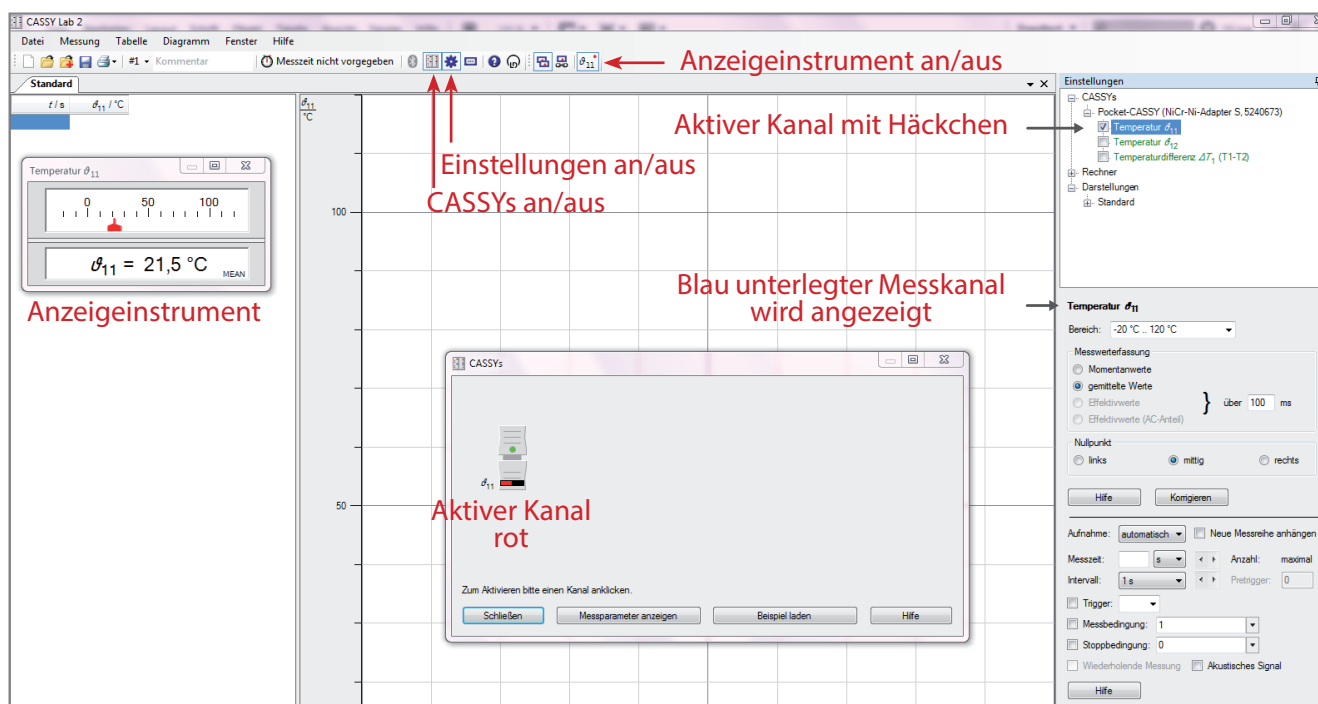 CASSY Lab 2
Datei Messung Tabelle Diagramm Fenster Hilfe
#1 Kommentar Messzeit nicht vorgegeben ϑ11
Anzeigeinstrument an/aus
Standard
t / s ϑ11 / °C
ϑ11
°C
Einstellungen an/aus
CASSYs an/aus
Temperatur ϑ11
0 50 100
ϑ11 = 21,5 °C MEAN
Anzeigeinstrument
100
50
Aktiver Kanal mit Häckchen
Blau unterlegter Messkanal
wird angezeigt
CASSYs
ϑ11
Aktiver Kanal
rot
Zum Aktivieren bitte einen Kanal anklicken.
Schließen Messparameter anzeigen Beispiel laden Hilfe
Einstellungen
CASSYs
Pocket-CASSY (NiCr-Ni-Adapter S, 5240673)
Temperatur ϑ11
Temperatur ϑ12
Temperaturdifferenz ΔT1 (T1-T2)
Rechner
Darstellungen
Standard
Temperatur ϑ11
Bereich: -20 °C .. 120 °C
Messwerterfassung
Momentanwerte
gemittelte Werte
Effektivwerte } über 100 ms
Effektivwerte (AC-Anteil)
Nullpunkt
links mittig rechts
Hilfe Korrigieren
Aufnahme: automatisch Neue Messreihe anhängen
Messzeit: s Anzahl: maximal
Intervall: 1 s Pretrigger: 0
Trigger:
Messbedingung: 1
Stoppbedingung: 0
Wiederholende Messung Akustisches Signal
Hilfe